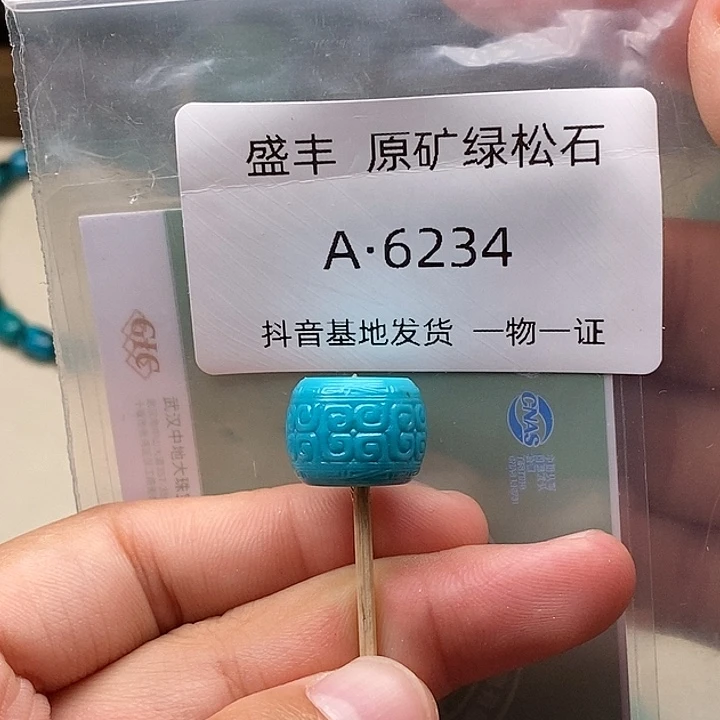 盛丰 原矿绿松石
A·6234
抖音基地发货 一物一证
GIC
武汉中地大珠
CNAS